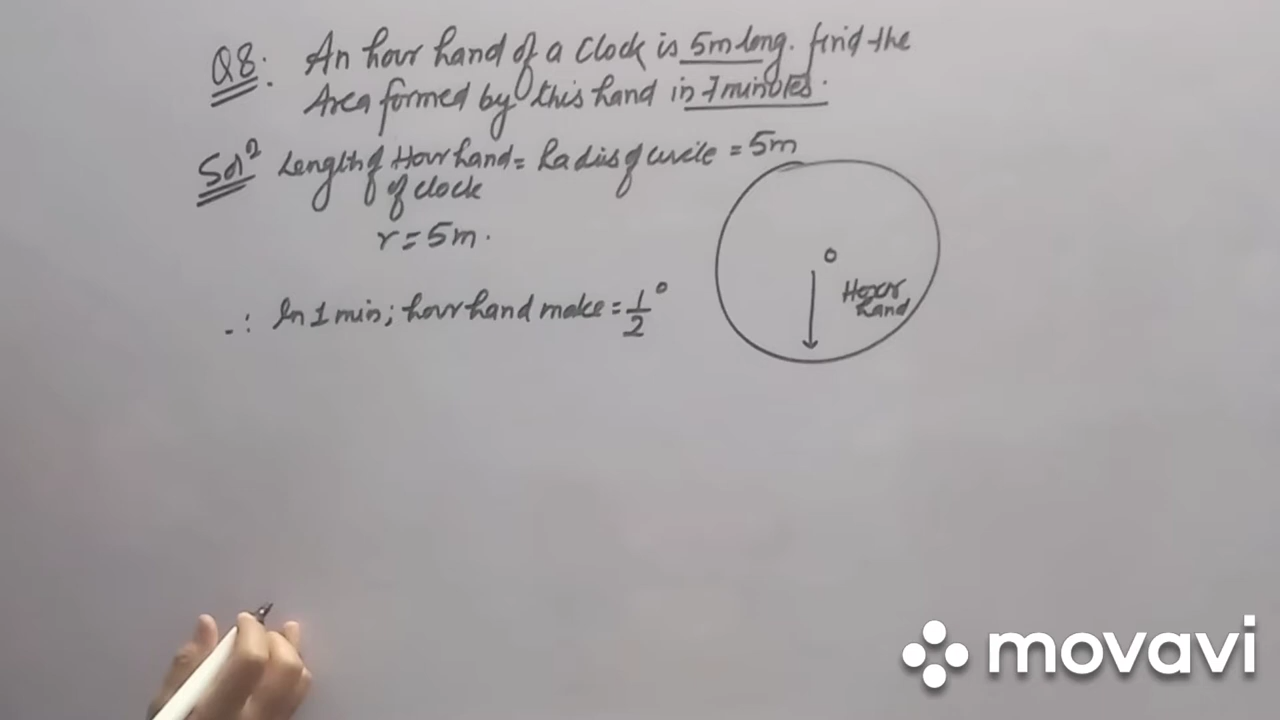 Q8: An hour hand of a clock is 5m long. find the
Area formed by this hand in 7 minutes.
Solⁿ Length of Hour hand = Radius of circle = 5m
of clock
r = 5m.
∴ In 1 min; hour hand make = 1/2°
O
Hour
hand
movavi